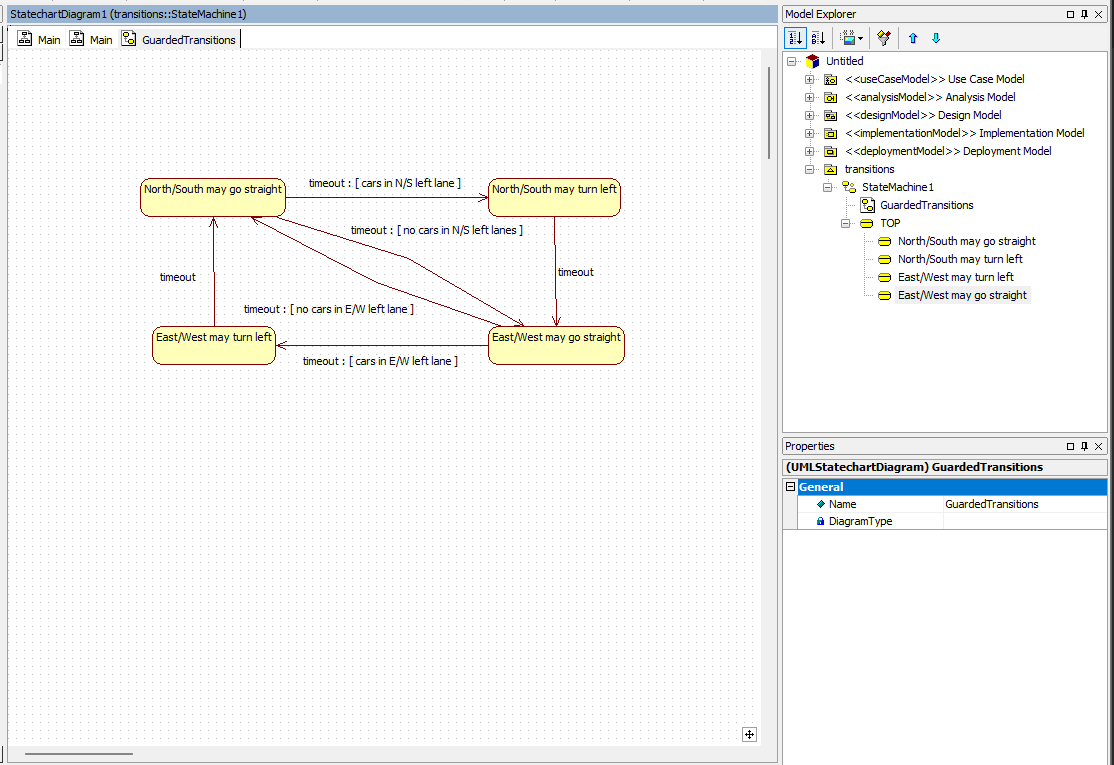 StatechartDiagram1 (transitions::StateMachine1)
Main
Main
GuardedTransitions
North/South may go straight
timeout : [ cars in N/S left lane ]
North/South may turn left
timeout : [ no cars in N/S left lanes ]
timeout
timeout
timeout : [ no cars in E/W left lane ]
East/West may turn left
East/West may go straight
timeout : [ cars in E/W left lane ]
Model Explorer
Untitled
<<useCaseModel>> Use Case Model
<<analysisModel>> Analysis Model
<<designModel>> Design Model
<<implementationModel>> Implementation Model
<<deploymentModel>> Deployment Model
transitions
StateMachine1
GuardedTransitions
TOP
North/South may go straight
North/South may turn left
East/West may turn left
East/West may go straight
Properties
(UMLStatechartDiagram) GuardedTransitions
General
Name GuardedTransitions
DiagramType